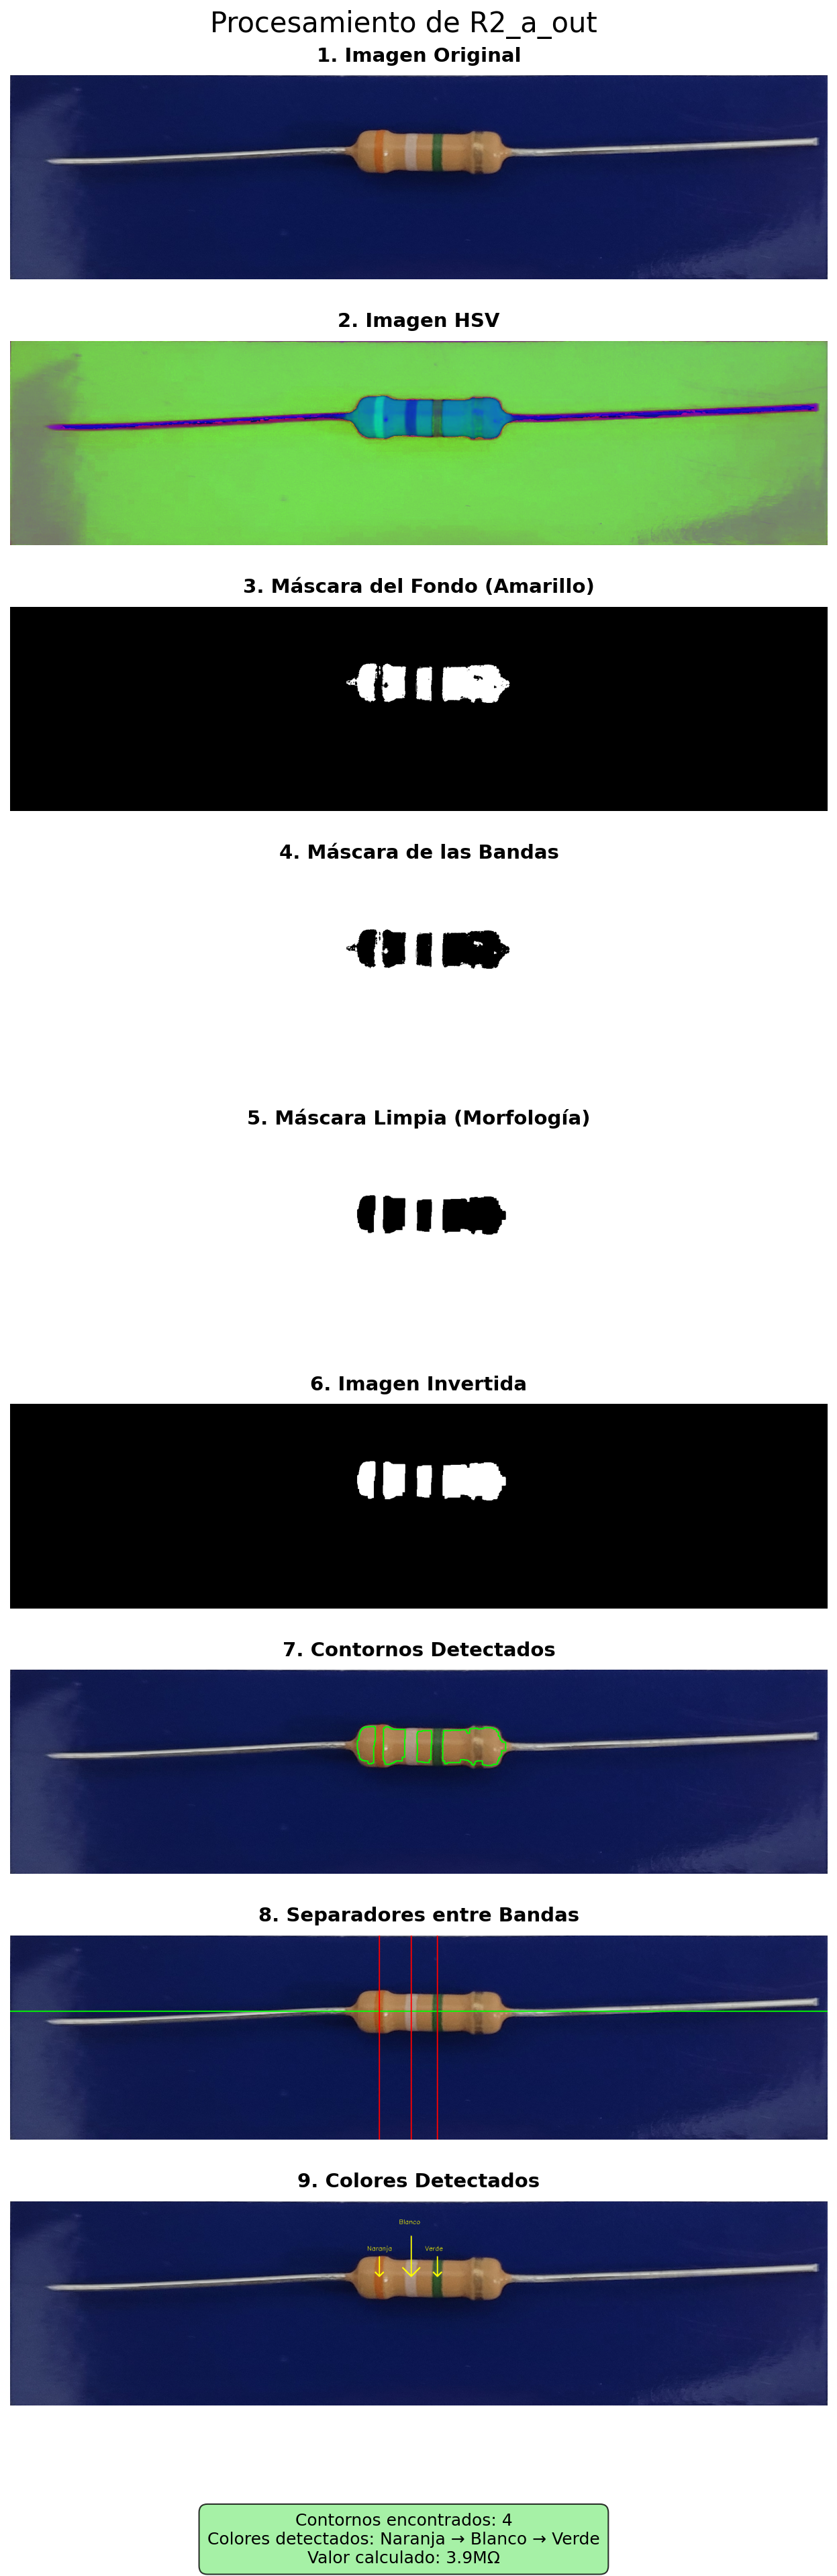 Procesamiento de R2_a_out
1. Imagen Original
2. Imagen HSV
3. Máscara del Fondo (Amarillo)
4. Máscara de las Bandas
5. Máscara Limpia (Morfología)
6. Imagen Invertida
7. Contornos Detectados
8. Separadores entre Bandas
9. Colores Detectados
Blanco
Naranja Verde
Contornos encontrados: 4
Colores detectados: Naranja → Blanco → Verde
Valor calculado: 3.9MΩ